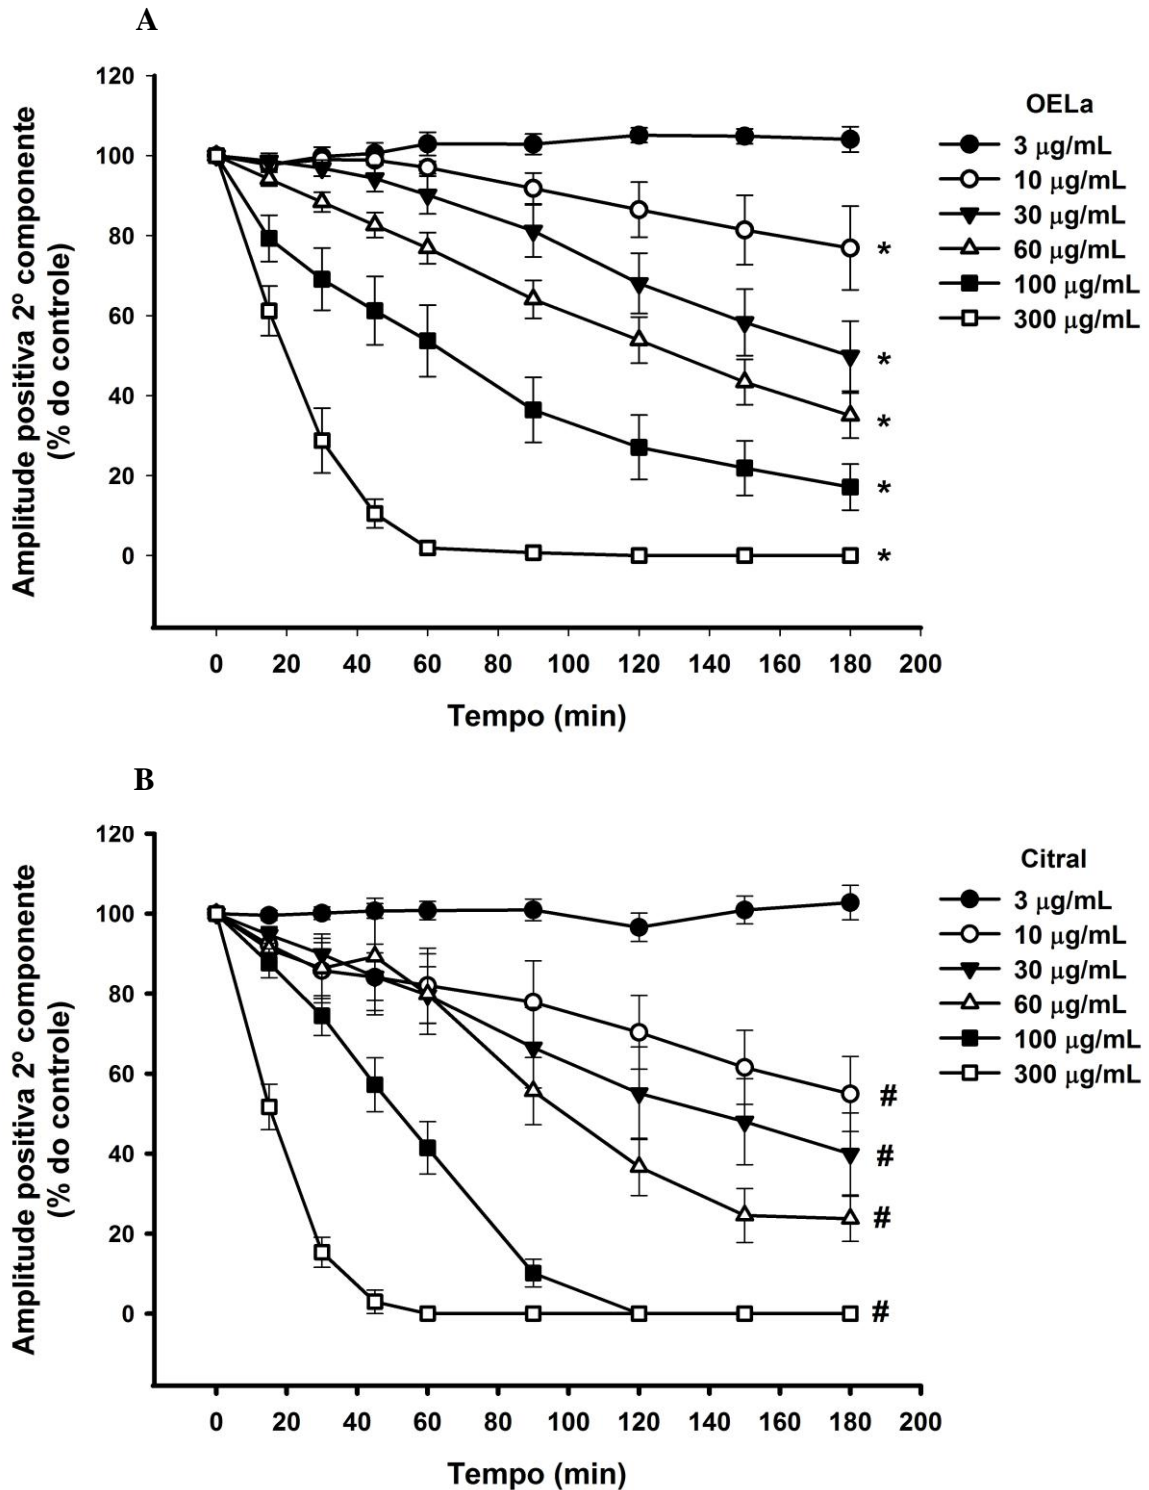 A
Amplitude positiva 2º componente
(% do controle)
120
100
80
60
40
20
0
0 20 40 60 80 100 120 140 160 180 200
Tempo (min)
OELa
3 μg/mL
10 μg/mL
30 μg/mL
60 μg/mL
100 μg/mL
300 μg/mL
*
*
*
*
*
B
Amplitude positiva 2º componente
(% do controle)
120
100
80
60
40
20
0
0 20 40 60 80 100 120 140 160 180 200
Tempo (min)
Citral
3 μg/mL
10 μg/mL
30 μg/mL
60 μg/mL
100 μg/mL
300 μg/mL
#
#
#
#